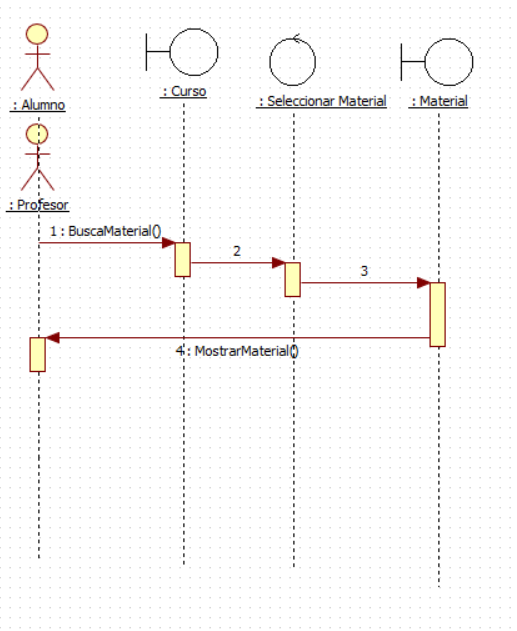 : Alumno
: Curso
: Seleccionar Material
: Material
: Profesor
1 : BuscaMaterial()
2
3
4 : MostrarMaterial()